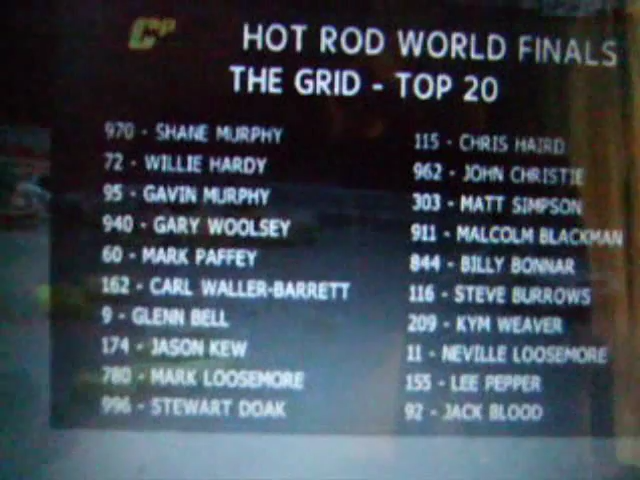 CMP
HOT ROD WORLD FINALS
THE GRID - TOP 20
970 - SHANE MURPHY
72 - WILLIE HARDY
95 - GAVIN MURPHY
940 - GARY WOOLSEY
60 - MARK PAFFEY
162 - CARL WALLER-BARRETT
9 - GLENN BELL
174 - JASON KEW
780 - MARK LOOSEMORE
996 - STEWART DOAK
115 - CHRIS HAIRD
962 - JOHN CHRISTIE
303 - MATT SIMPSON
911 - MALCOLM BLACKMAN
844 - BILLY BONNAR
116 - STEVE BURROWS
209 - KYM WEAVER
11 - NEVILLE LOOSEMORE
155 - LEE PEPPER
92 - JACK BLOOD